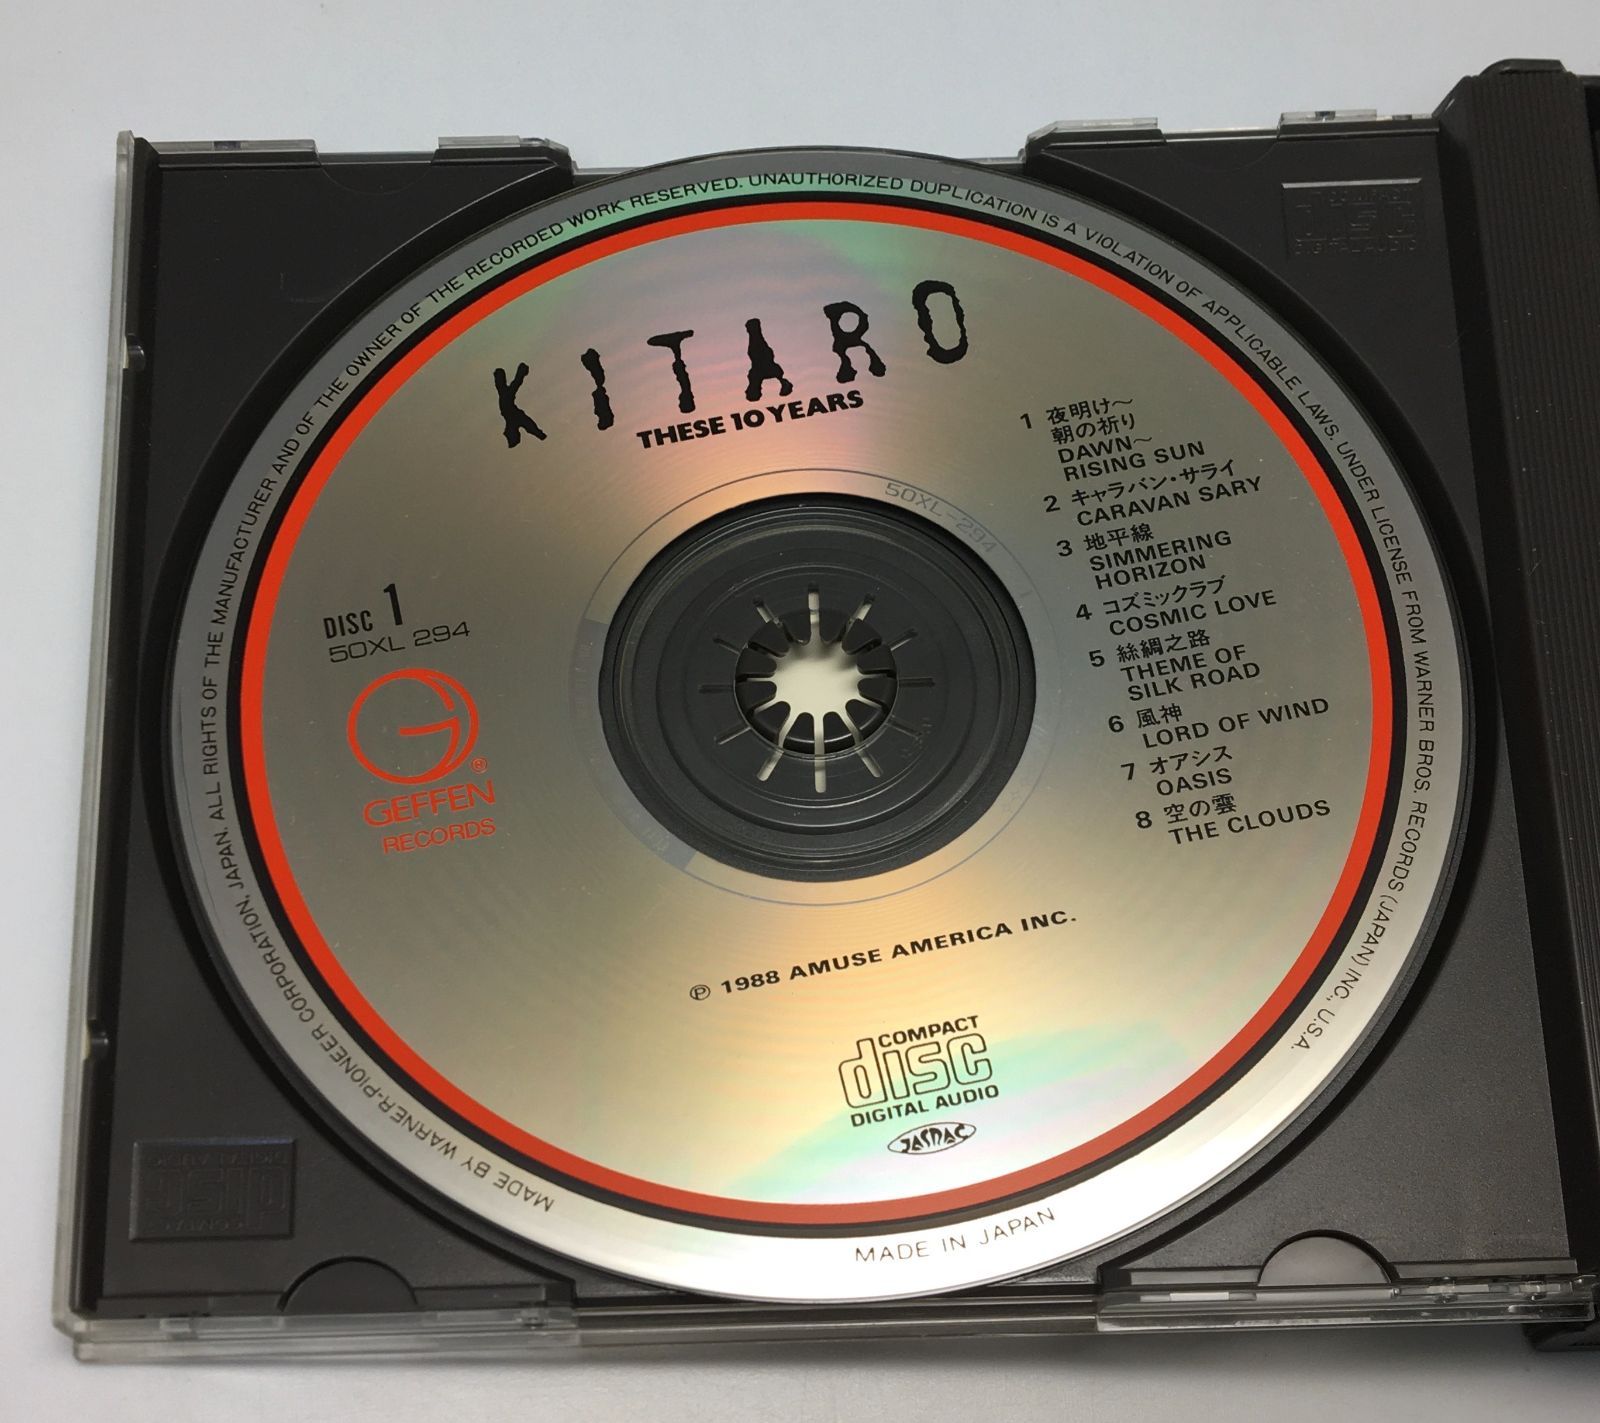 ALL RIGHTS OF THE MANUFACTURER AND OF THE OWNER OF THE RECORDED WORK RESERVED. UNAUTHORIZED DUPLICATION IS A VIOLATION OF APPLICABLE LAWS. UNDER LICENSE FROM WARNER BROS. RECORDS (JAPAN) INC., U.S.A.
KITARO
THESE 10 YEARS
1 夜明け～
朝の祈り
DAWN～
RISING SUN
2 キャラバン・サライ
CARAVAN SARY
3 地平線
SIMMERING
HORIZON
4 コズミックラブ
COSMIC LOVE
5 絲綢之路
THEME OF
SILK ROAD
6 風神
LORD OF WIND
7 オアシス
OASIS
8 空の雲
THE CLOUDS
50XL-294
DISC 1
50XL 294
G
®
GEFFEN
RECORDS
℗ 1988 AMUSE AMERICA INC.
COMPACT
disc
DIGITAL AUDIO
JASRAC
MADE BY WARNER-PIONEER CORPORATION, JAPAN.
MADE IN JAPAN
COMPACT
disc
DIGITAL AUDIO